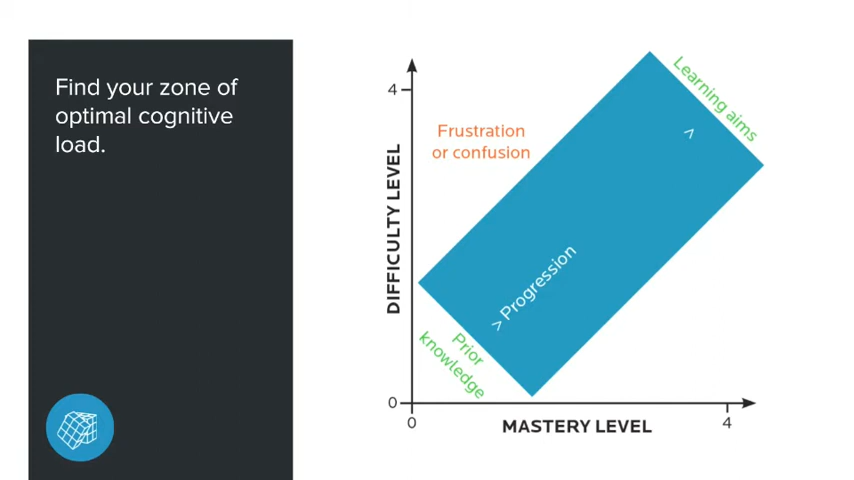 Find your zone of
optimal cognitive
load.
4
Frustration
or confusion
Learning aims
>
DIFFICULTY LEVEL
> Progression
Prior
knowledge
0
0
MASTERY LEVEL
4